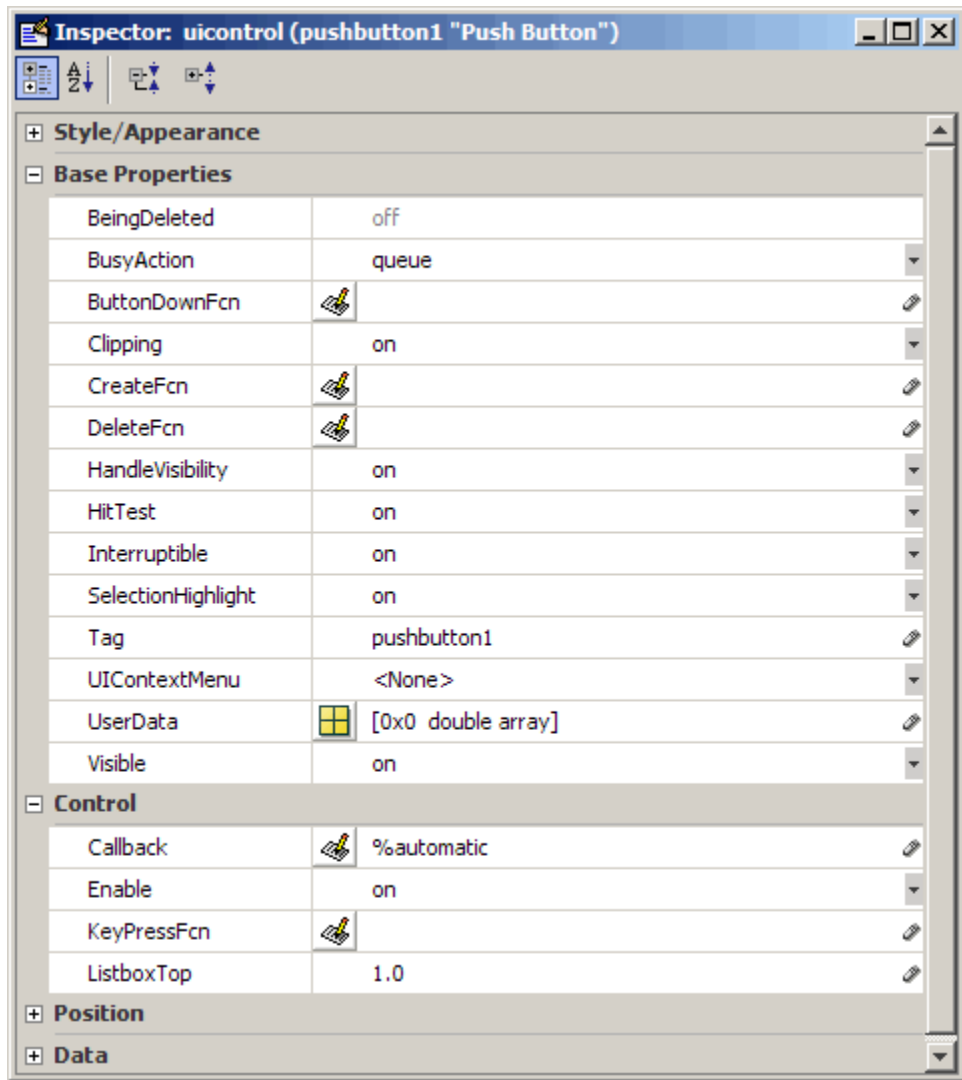 Inspector: uicontrol (pushbutton1 "Push Button")
Style/Appearance
Base Properties
BeingDeleted off
BusyAction queue
ButtonDownFcn
Clipping on
CreateFcn
DeleteFcn
HandleVisibility on
HitTest on
Interruptible on
SelectionHighlight on
Tag pushbutton1
UIContextMenu <None>
UserData [0x0 double array]
Visible on
Control
Callback %automatic
Enable on
KeyPressFcn
ListboxTop 1.0
Position
Data